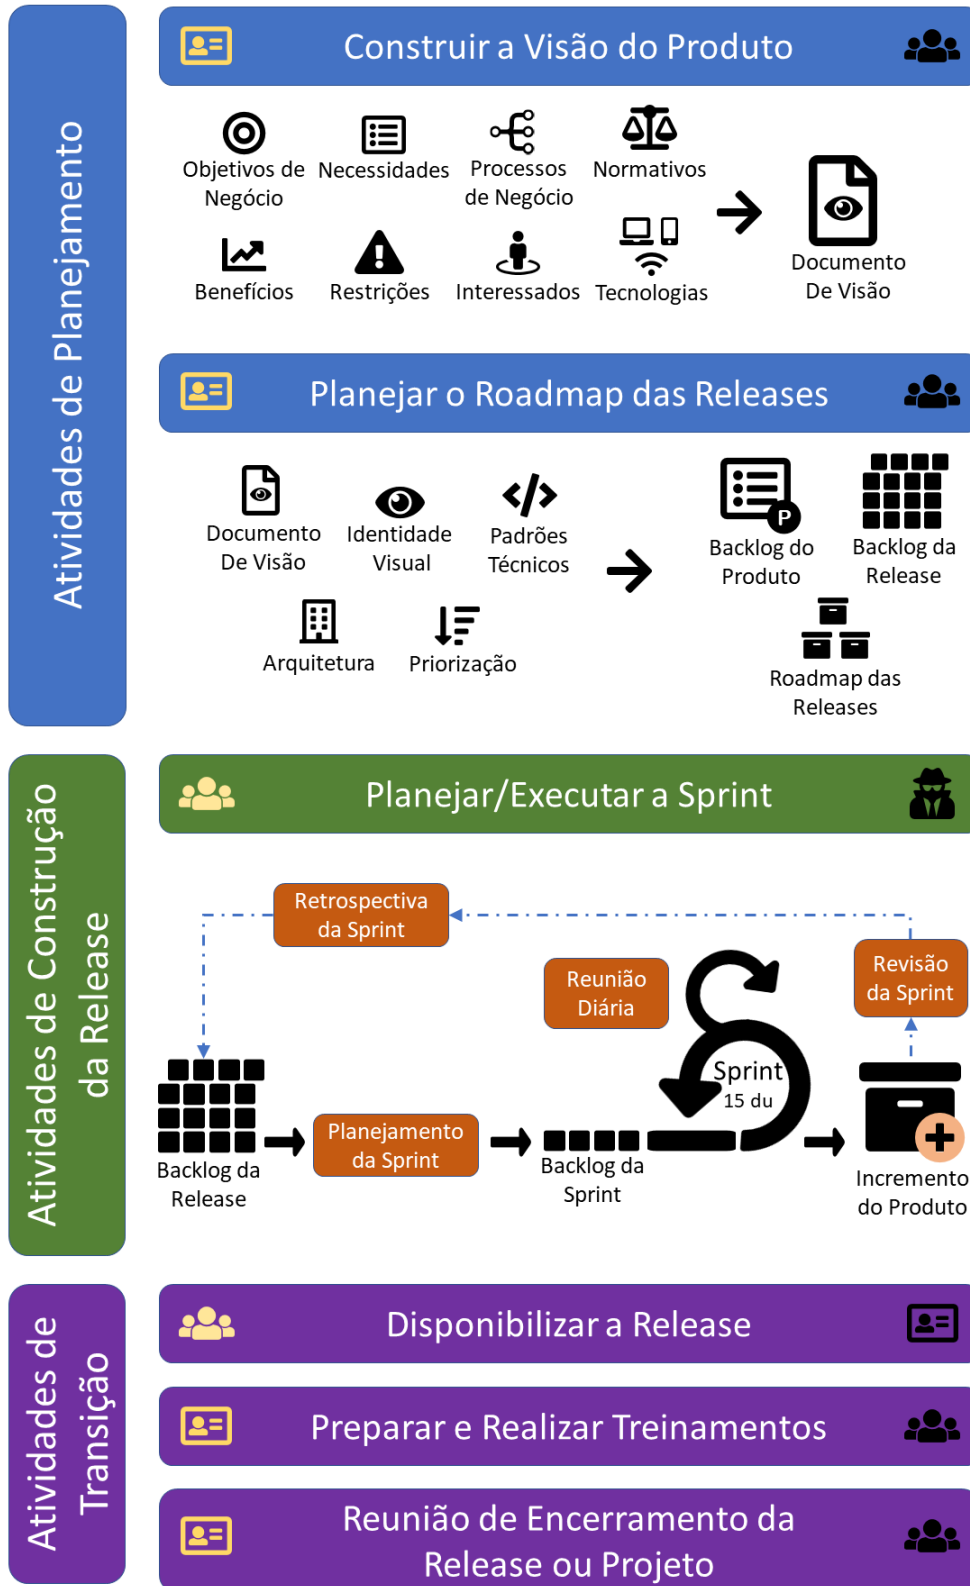 Atividades de Planejamento
Construir a Visão do Produto
Objetivos de
Negócio
Necessidades
Processos
de Negócio
Normativos
Benefícios
Restrições
Interessados
Tecnologias
Documento
De Visão
Planejar o Roadmap das Releases
Documento
De Visão
Identidade
Visual
Padrões
Técnicos
Arquitetura
Priorização
P
Backlog do
Produto
Backlog da
Release
Roadmap das
Releases
Atividades de Construção
da Release
Planejar/Executar a Sprint
Retrospectiva
da Sprint
Reunião
Diária
Revisão
da Sprint
Sprint
15 du
Backlog da
Release
Planejamento
da Sprint
Backlog da
Sprint
Incremento
do Produto
Atividades de
Transição
Disponibilizar a Release
Preparar e Realizar Treinamentos
Reunião de Encerramento da
Release ou Projeto